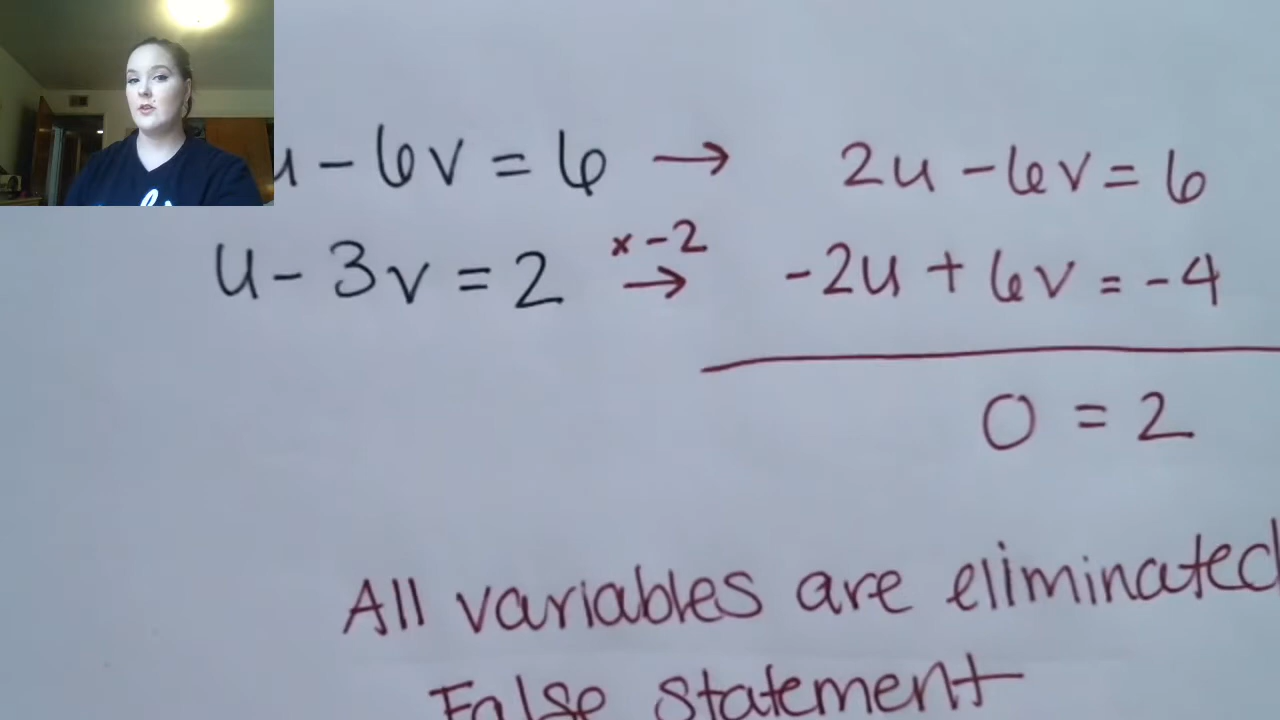 u - 6v = 6 → 2u - 6v = 6
u - 3v = 2 x -2 → -2u + 6v = -4
0 = 2
All variables are eliminated
False statement